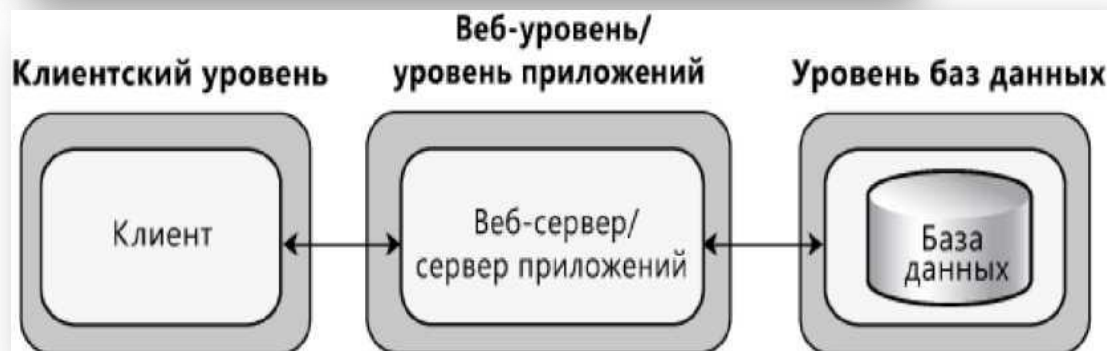 Веб-уровень/
Клиентский уровень уровень приложений Уровень баз данных
Клиент
Веб-сервер/
сервер приложений
База
данных